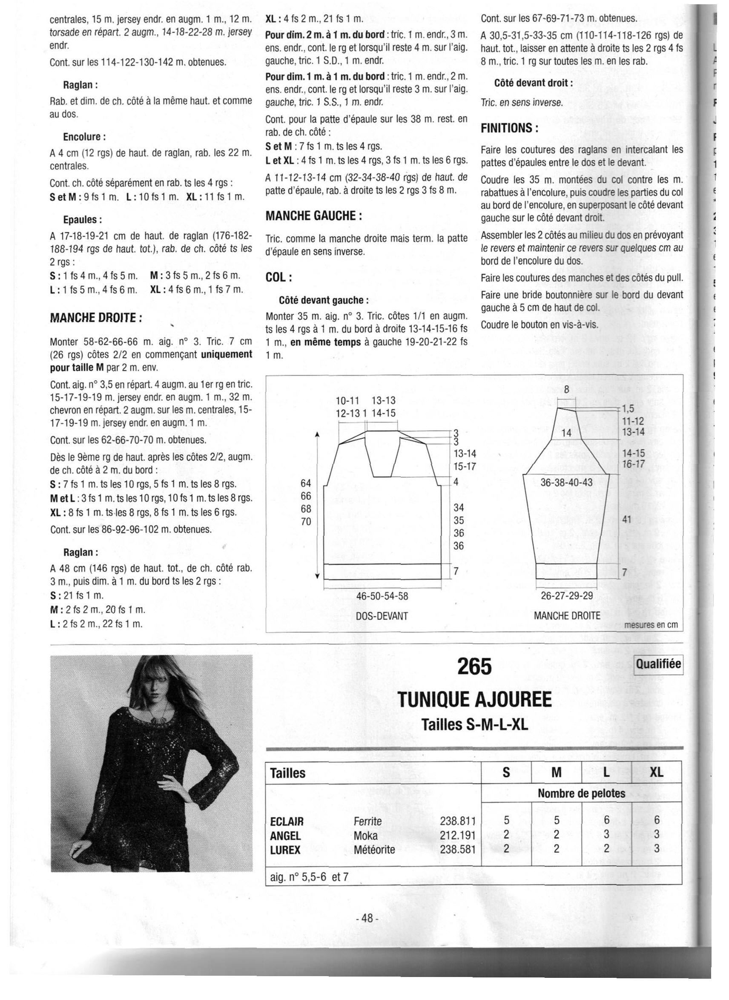 centrales, 15 m. jersey endr. en augm. 1 m., 12 m.
torsade en répart. 2 augm., 14-18-22-28 m. jersey
endr.
Cont. sur les 114-122-130-142 m. obtenues.
Raglan :
Rab. et dim. de ch. côté à la même haut. et comme
au dos.
Encolure :
A 4 cm (12 rgs) de haut. de raglan, rab. les 22 m.
centrales.
Cont. ch. côté séparément en rab. ts les 4 rgs :
S et M : 9 fs 1 m. L : 10 fs 1 m. XL : 11 fs 1 m.
Epaules :
A 17-18-19-21 cm de haut. de raglan (176-182-
188-194 rgs de haut. tot.), rab. de ch. côté ts les
2 rgs :
S : 1 fs 4 m., 4 fs 5 m. M : 3 fs 5 m., 2 fs 6 m.
L : 1 fs 5 m., 4 fs 6 m. XL : 4 fs 6 m., 1 fs 7 m.
MANCHE DROITE :
Monter 58-62-66-66 m. aig. n° 3. Tric. 7 cm
(26 rgs) côtes 2/2 en commençant uniquement
pour taille M par 2 m. env.
Cont. aig. n° 3,5 en répart. 4 augm. au 1er rg en tric.
15-17-19-19 m. jersey endr. en augm. 1 m., 32 m.
chevron en répart. 2 augm. sur les m. centrales, 15-
17-19-19 m. jersey endr. en augm. 1 m.
Cont. sur les 62-66-70-70 m. obtenues.
Dès le 9ème rg de haut. après les côtes 2/2, augm.
de ch. côté à 2 m. du bord :
S : 7 fs 1 m. ts les 10 rgs, 5 fs 1 m. ts les 8 rgs.
M et L : 3 fs 1 m. ts les 10 rgs, 10 fs 1 m. ts les 8 rgs.
XL : 8 fs 1 m. ts les 8 rgs, 8 fs 1 m. ts les 6 rgs.
Cont. sur les 86-92-96-102 m. obtenues.
Raglan :
A 48 cm (146 rgs) de haut. tot., de ch. côté rab.
3 m., puis dim. à 1 m. du bord ts les 2 rgs :
S : 21 fs 1 m.
M : 2 fs 2 m., 20 fs 1 m.
L : 2 fs 2 m., 22 fs 1 m.
XL : 4 fs 2 m., 21 fs 1 m.
Pour dim. 2 m. à 1 m. du bord : tric. 1 m. endr., 3 m.
ens. endr., cont. le rg et lorsqu'il reste 4 m. sur l'aig.
gauche, tric. 1 S.D., 1 m. endr.
Pour dim. 1 m. à 1 m. du bord : tric. 1 m. endr., 2 m.
ens. endr., cont. le rg et lorsqu'il reste 3 m. sur l'aig.
gauche, tric. 1 S.S., 1 m. endr.
Cont. pour la patte d'épaule sur les 38 m. rest. en
rab. de ch. côté :
S et M : 7 fs 1 m. ts les 4 rgs.
L et XL : 4 fs 1 m. ts les 4 rgs, 3 fs 1 m. ts les 6 rgs.
A 11-12-13-14 cm (32-34-38-40 rgs) de haut. de
patte d'épaule, rab. à droite ts les 2 rgs 3 fs 8 m.
MANCHE GAUCHE :
Tric. comme la manche droite mais term. la patte
d'épaule en sens inverse.
COL :
Côté devant gauche :
Monter 35 m. aig. n° 3. Tric. côtes 1/1 en augm.
ts les 4 rgs à 1 m. du bord à droite 13-14-15-16 fs
1 m., en même temps à gauche 19-20-21-22 fs
1 m.
Cont. sur les 67-69-71-73 m. obtenues.
A 30,5-31,5-33-35 cm (110-114-118-126 rgs) de
haut. tot., laisser en attente à droite ts les 2 rgs 4 fs
8 m., tric. 1 rg sur toutes les m. en les rab.
Côté devant droit :
Tric. en sens inverse.
FINITIONS :
Faire les coutures des raglans en intercalant les
pattes d'épaules entre le dos et le devant.
Coudre les 35 m. montées du col contre les m.
rabattues à l'encolure, puis coudre les parties du col
au bord de l'encolure, en superposant le côté devant
gauche sur le côté devant droit.
Assembler les 2 côtés au milieu du dos en prévoyant
le revers et maintenir ce revers sur quelques cm au
bord de l'encolure du dos.
Faire les coutures des manches et des côtés du pull.
Faire une bride boutonnière sur le bord du devant
gauche à 5 cm de haut de col.
Coudre le bouton en vis-à-vis.
10-11 13-13
12-13 1 14-15
3
3
13-14
15-17
4
64
66
68
70
34
35
36
36
7
46-50-54-58
DOS-DEVANT
8
1,5
11-12
13-14
14
14-15
16-17
36-38-40-43
41
7
26-27-29-29
MANCHE DROITE
mesures en cm
265
Qualifiée
TUNIQUE AJOUREE
Tailles S-M-L-XL
Tailles S M L XL
Nombre de pelotes
ECLAIR Ferrite 238.811 5 5 6 6
ANGEL Moka 212.191 2 2 3 3
LUREX Météorite 238.581 2 2 2 3
aig. n° 5,5-6 et 7
- 48 -